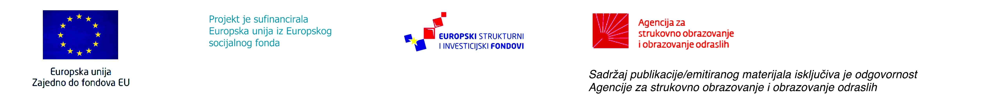 Europska unija
Zajedno do fondova EU
Projekt je sufinancirala
Europska unija iz Europskog
socijalnog fonda
EUROPSKI STRUKTURNI
I INVESTICIJSKI FONDOVI
Agencija za
strukovno obrazovanje
i obrazovanje odraslih
Sadržaj publikacije/emitiranog materijala isključiva je odgovornost
Agencije za strukovno obrazovanje i obrazovanje odraslih